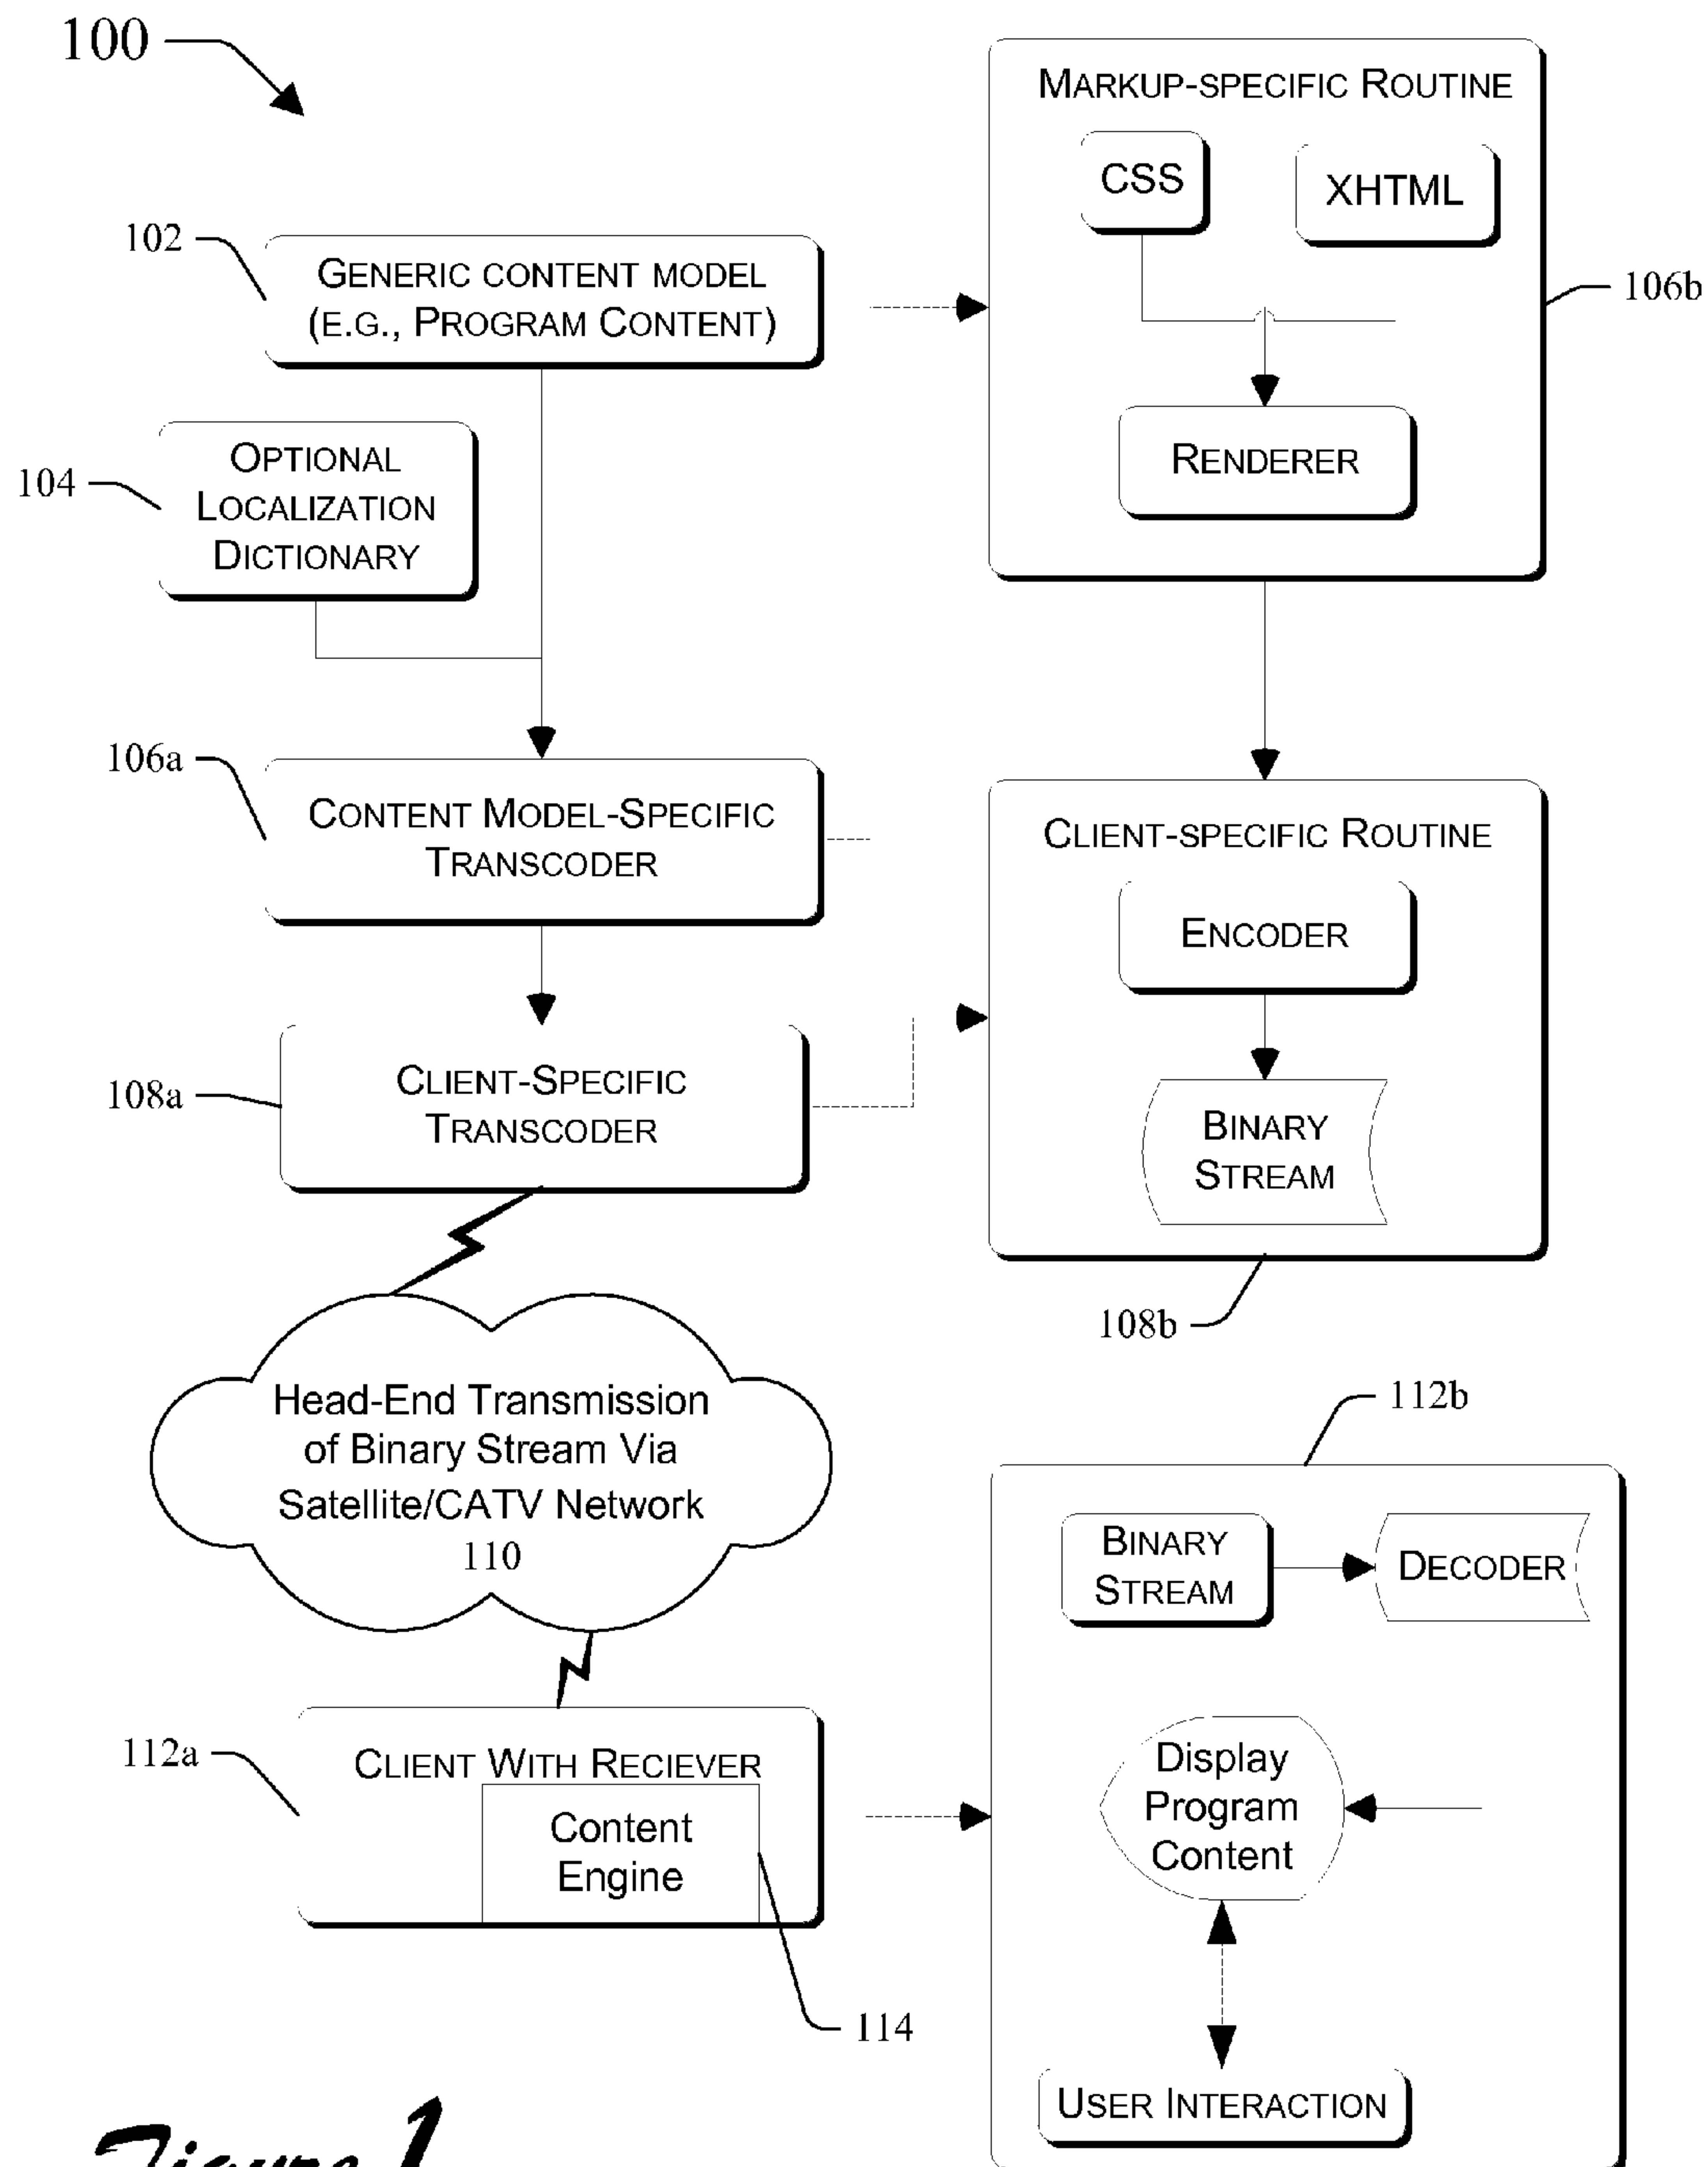 100
MARKUP-SPECIFIC ROUTINE
CSS
XHTML
102
GENERIC CONTENT MODEL
(E.G., PROGRAM CONTENT)
106b
RENDERER
104
OPTIONAL
LOCALIZATION
DICTIONARY
106a
CONTENT MODEL-SPECIFIC
TRANSCODER
CLIENT-SPECIFIC ROUTINE
ENCODER
BINARY
STREAM
108a
CLIENT-SPECIFIC
TRANSCODER
108b
Head-End Transmission
of Binary Stream Via
Satellite/CATV Network
110
112b
BINARY
STREAM
DECODER
112a
CLIENT WITH RECIEVER
Content
Engine
114
Display
Program
Content
USER INTERACTION
Figure 1